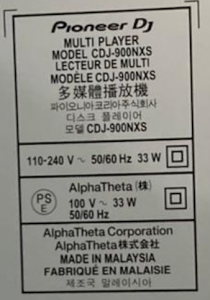 Pioneer Dj
MULTI PLAYER
MODEL CDJ-900NXS
LECTEUR DE MULTI
MODÈLE CDJ-900NXS
多媒體播放機
파이오니아코리아주식회사
디스크 플레이어
모델 CDJ-900NXS
110-240 V ~ 50/60 Hz 33 W
PS
E
AlphaTheta (株)
100 V ~ 33 W
50/60 Hz
AlphaTheta Corporation
AlphaTheta株式会社
MADE IN MALAYSIA
FABRIQUÉ EN MALAISIE
제조국 말레이시아